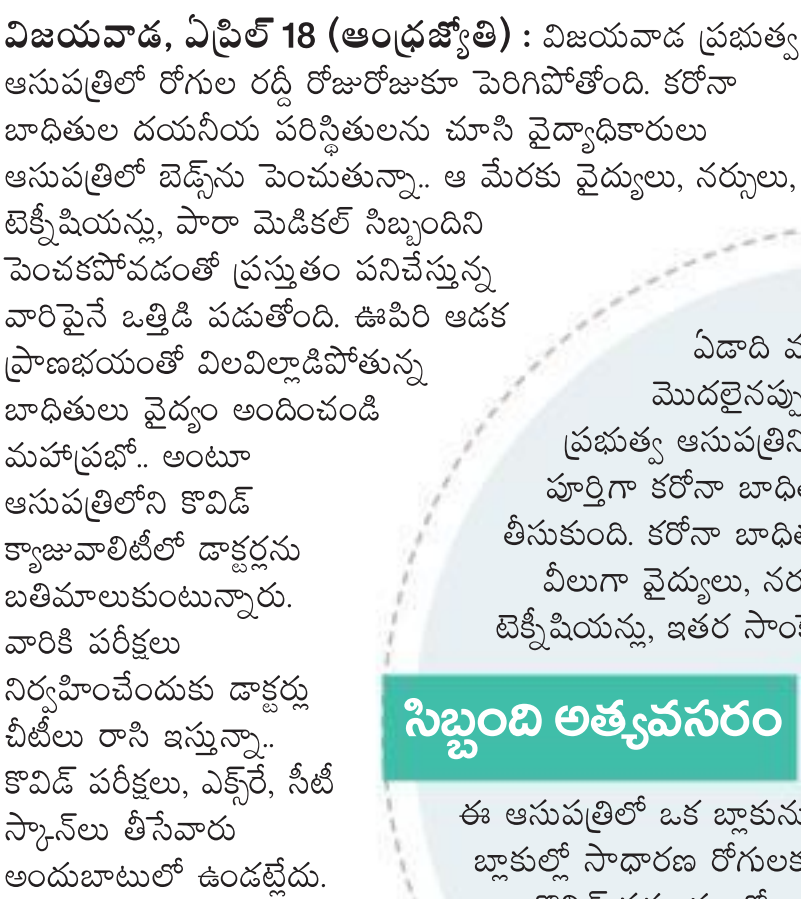 విజయవాడ, ఏప్రిల్ 18 (ఆంధ్రజ్యోతి) : విజయవాడ ప్రభుత్వ
ఆసుపత్రిలో రోగుల రద్దీ రోజురోజుకూ పెరిగిపోతోంది. కరోనా
బాధితుల దయనీయ పరిస్థితులను చూసి వైద్యాధికారులు
ఆసుపత్రిలో బెడ్స్‌ను పెంచుతున్నా.. ఆ మేరకు వైద్యులు, నర్సులు,
టెక్నీషియన్లు, పారా మెడికల్ సిబ్బందిని
పెంచకపోవడంతో ప్రస్తుతం పనిచేస్తున్న
వారిపైనే ఒత్తిడి పడుతోంది. ఊపిరి ఆడక
ప్రాణభయంతో విలవిల్లాడిపోతున్న
బాధితులు వైద్యం అందించండి
మహాప్రభో.. అంటూ
ఆసుపత్రిలోని కొవిడ్
క్యాజువాలిటీలో డాక్టర్లను
బతిమాలుకుంటున్నారు.
వారికి పరీక్షలు
నిర్వహించేందుకు డాక్టర్లు
చీటీలు రాసి ఇస్తున్నా..
కొవిడ్ పరీక్షలు, ఎక్స్‌రే, సీటీ
స్కాన్‌లు తీసేవారు
అందుబాటులో ఉండట్లేదు.
ఏడాది
మొదలైనప్పు
ప్రభుత్వ ఆసుపత్రిని
పూర్తిగా కరోనా బాధిత
తీసుకుంది. కరోనా బాధిత
వీలుగా వైద్యులు, నర
టెక్నీషియన్లు, ఇతర సాంకే
సిబ్బంది అత్యవసరం
ఈ ఆసుపత్రిలో ఒక బ్లాకును
బ్లాకుల్లో సాధారణ రోగులక